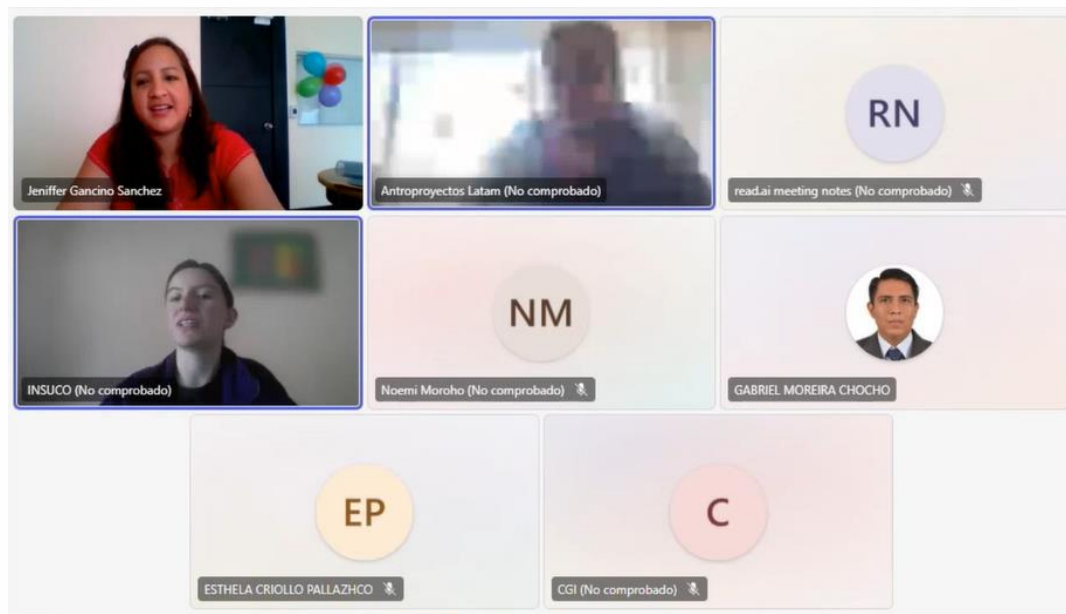 Jeniffer Gancino Sanchez
Antroproyectos Latam (No comprobado)
RN
read.ai meeting notes (No comprobado)
INSUCO (No comprobado)
NM
Noemi Moroho (No comprobado)
GABRIEL MOREIRA CHOCHO
EP
ESTHELA CRIOLLO PALLAZHCO
C
CGI (No comprobado)